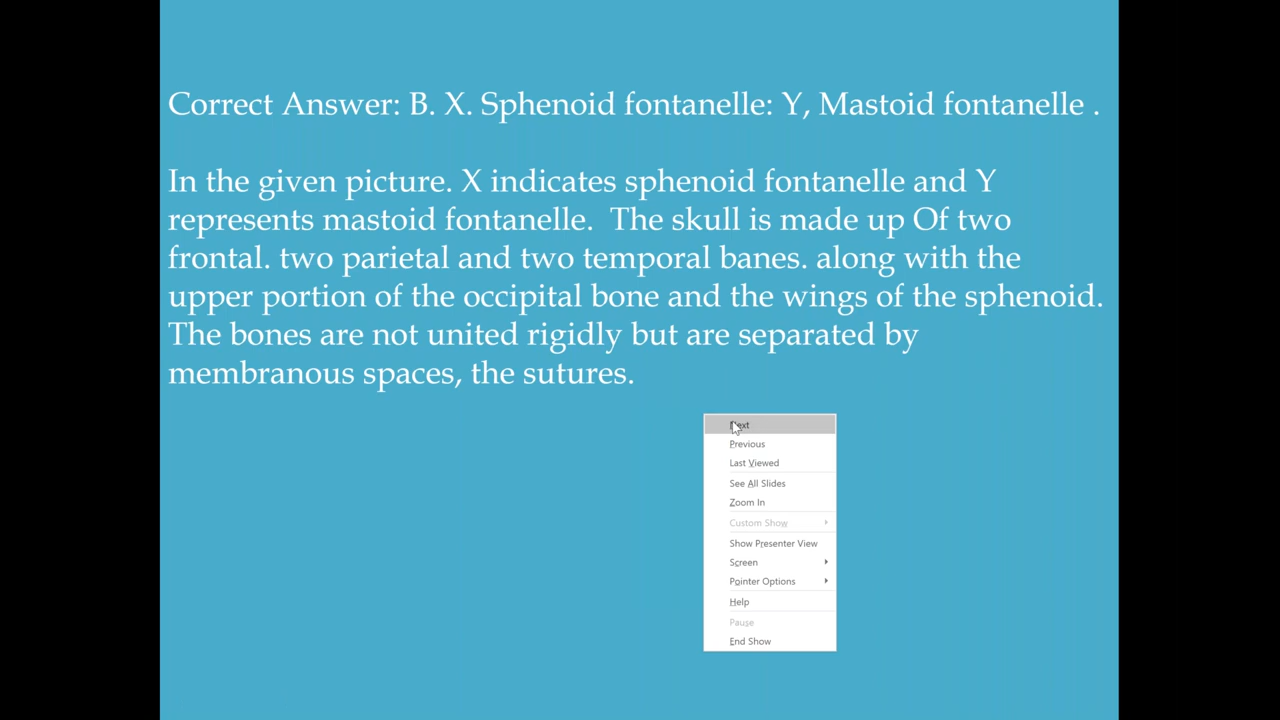 Correct Answer: B. X. Sphenoid fontanelle: Y, Mastoid fontanelle .
In the given picture. X indicates sphenoid fontanelle and Y
represents mastoid fontanelle.  The skull is made up Of two
frontal. two parietal and two temporal banes. along with the
upper portion of the occipital bone and the wings of the sphenoid.
The bones are not united rigidly but are separated by
membranous spaces, the sutures.
Next
Previous
Last Viewed
See All Slides
Zoom In
Custom Show
Show Presenter View
Screen
Pointer Options
Help
Pause
End Show